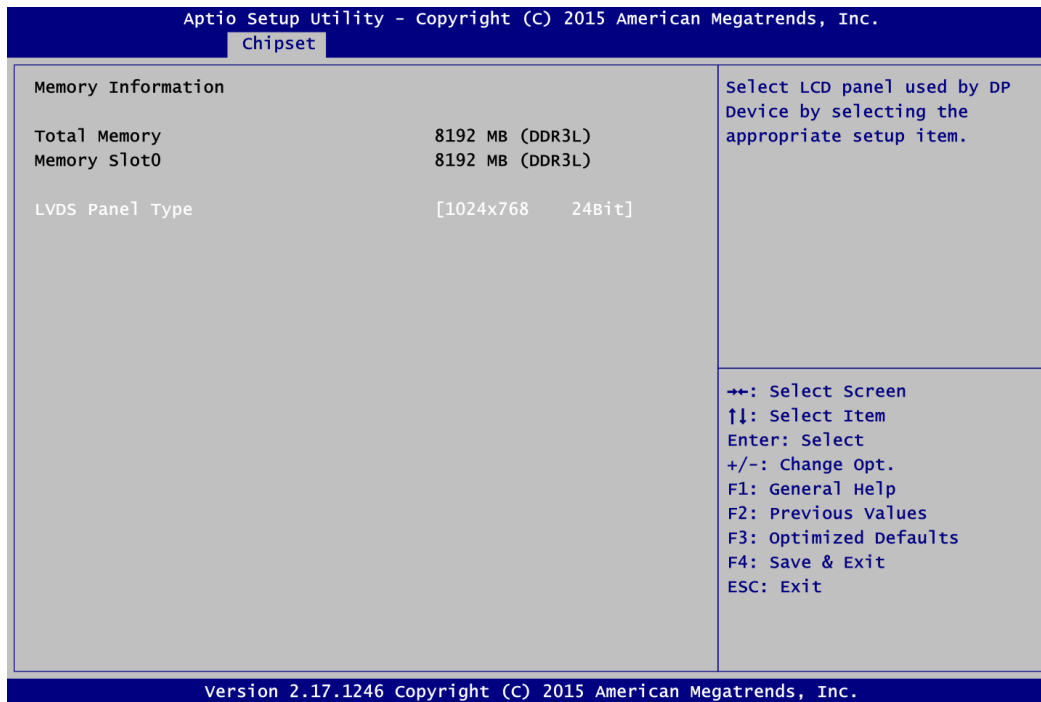 Aptio Setup Utility - Copyright (C) 2015 American Megatrends, Inc.
Chipset
Memory Information
Total Memory 8192 MB (DDR3L)
Memory Slot0 8192 MB (DDR3L)
LVDS Panel Type [1024x768 24Bit]
Select LCD panel used by DP
Device by selecting the
appropriate setup item.
→←: Select Screen
↑↓: Select Item
Enter: Select
+/-: Change Opt.
F1: General Help
F2: Previous Values
F3: Optimized Defaults
F4: Save & Exit
ESC: Exit
Version 2.17.1246 Copyright (C) 2015 American Megatrends, Inc.